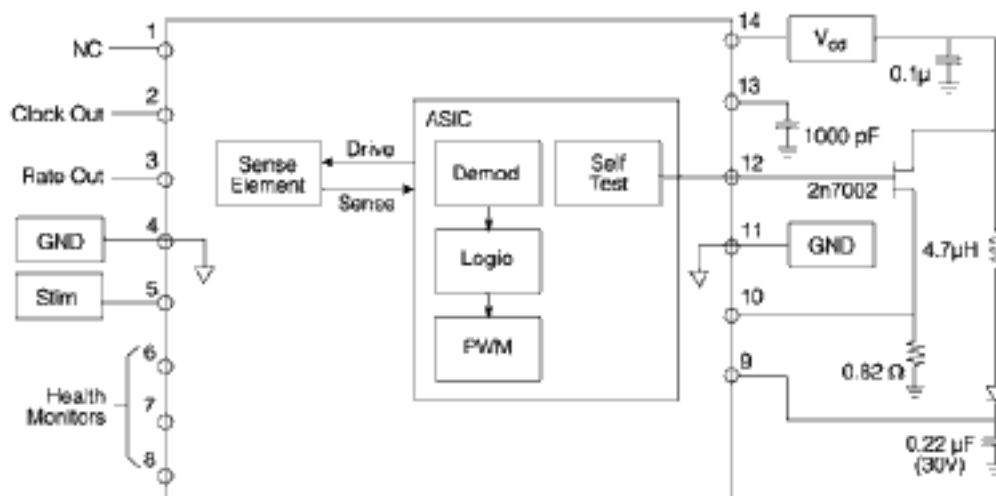 1
NC
2
Clock Out
3
Rate Out
4
GND
5
Stim
6
Health
Monitors
7
8
Sense
Element
Drive
Sense
ASIC
Demod
Logic
PWM
Self
Test
14
Vdd
0.1µ
13
1000 pF
12
2n7002
11
GND
4.7µH
10
0.82 Ω
9
0.22 µF
(30V)